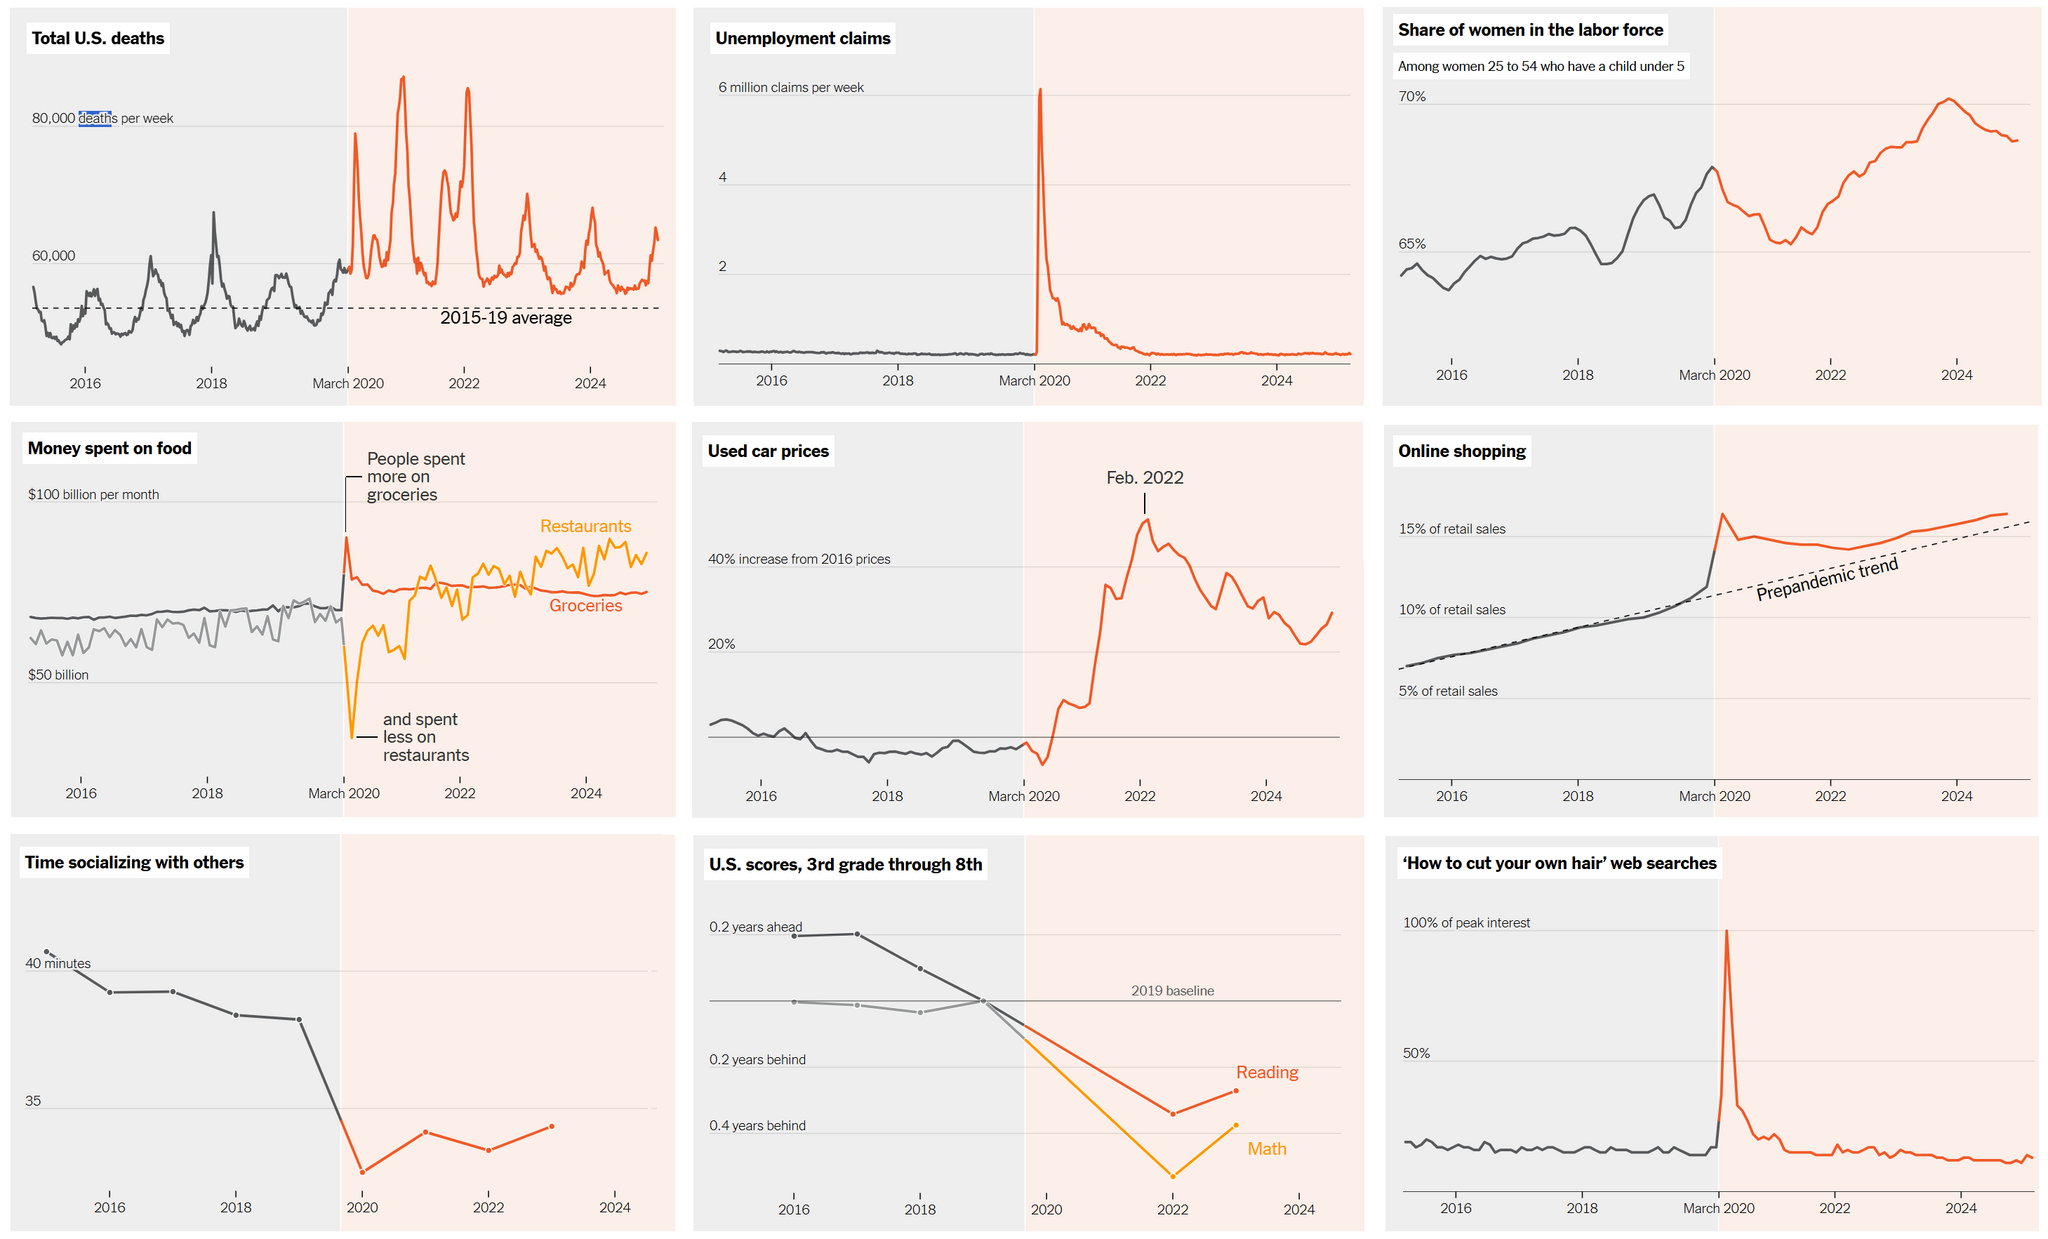 Total U.S. deaths
80,000 deaths per week
60,000
2015-19 average
2016
2018
March 2020
2022
2024
Unemployment claims
6 million claims per week
4
2
2016
2018
March 2020
2022
2024
Share of women in the labor force
Among women 25 to 54 who have a child under 5
70%
65%
2016
2018
March 2020
2022
2024
Money spent on food
People spent
more on
groceries
$100 billion per month
Restaurants
Groceries
$50 billion
and spent
less on
restaurants
2016
2018
March 2020
2022
2024
Used car prices
Feb. 2022
40% increase from 2016 prices
20%
2016
2018
March 2020
2022
2024
Online shopping
15% of retail sales
Prepandemic trend
10% of retail sales
5% of retail sales
2016
2018
March 2020
2022
2024
Time socializing with others
40 minutes
35
2016
2018
2020
2022
2024
U.S. scores, 3rd grade through 8th
0.2 years ahead
2019 baseline
0.2 years behind
Reading
0.4 years behind
Math
2016
2018
2020
2022
2024
‘How to cut your own hair’ web searches
100% of peak interest
50%
2016
2018
March 2020
2022
2024